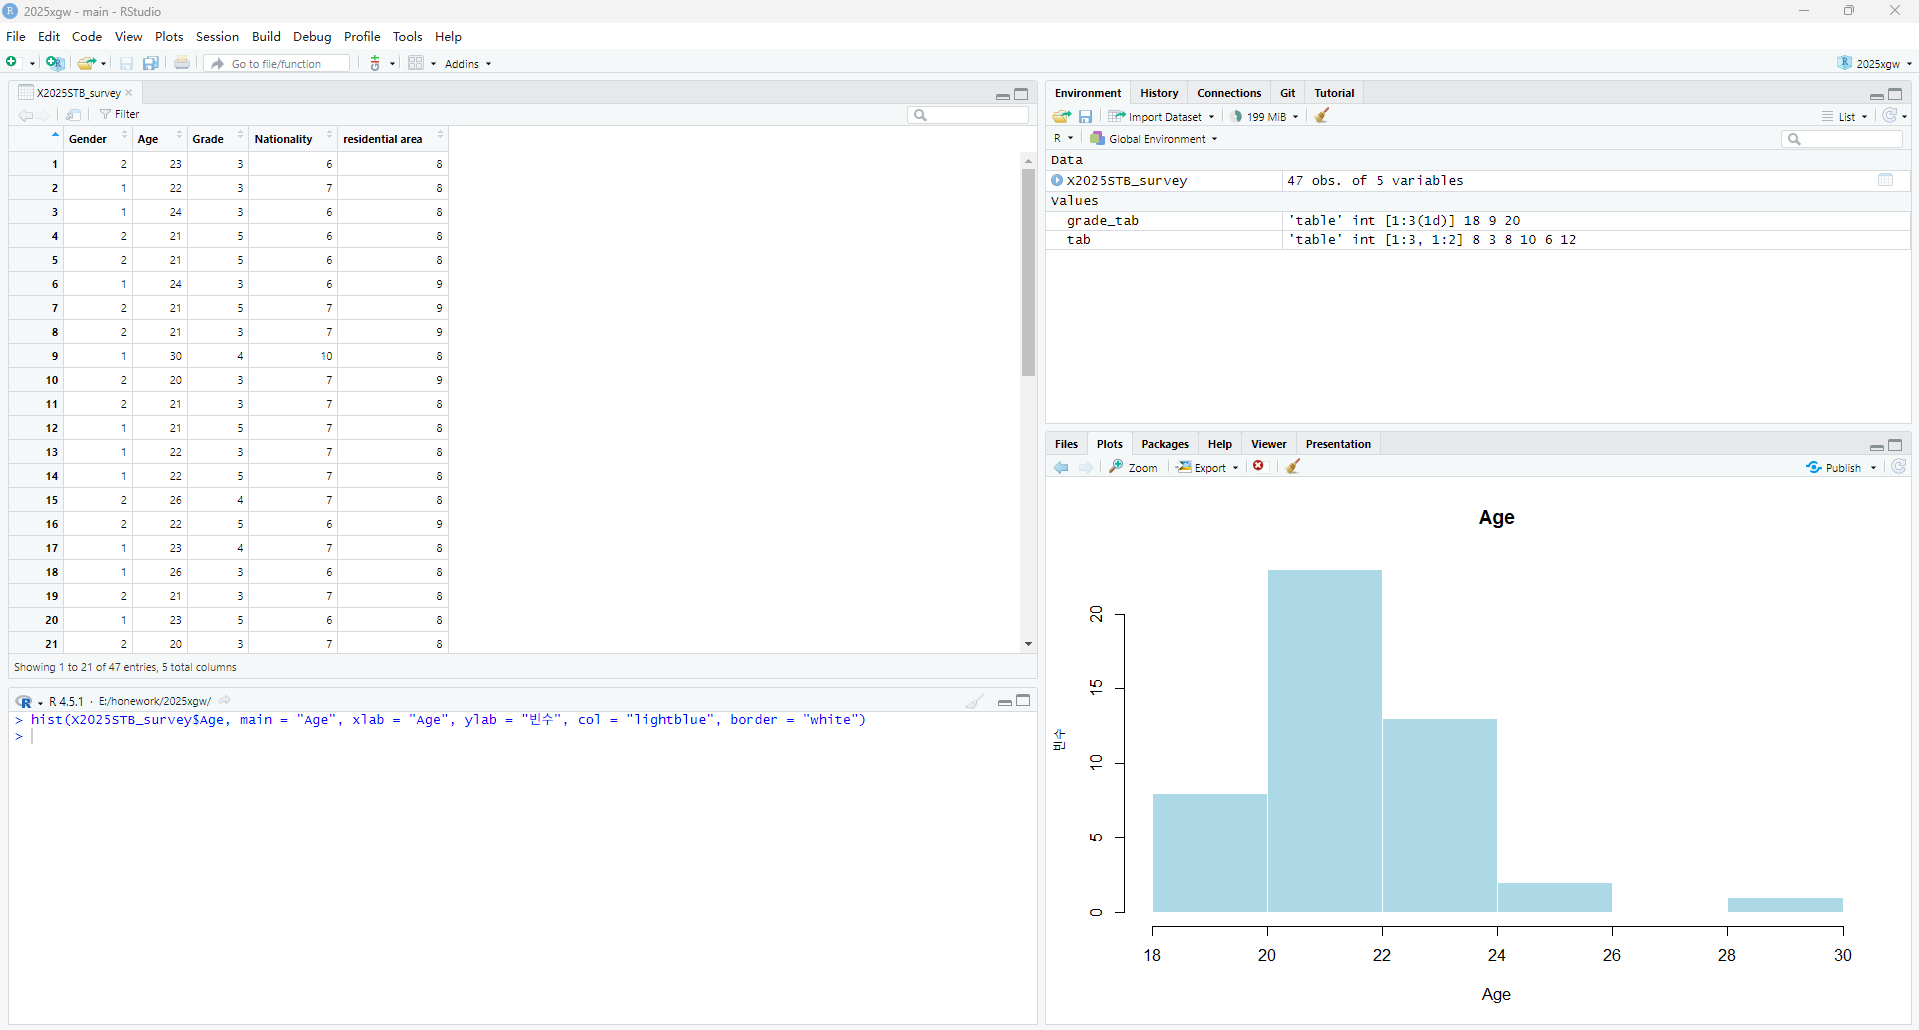 2025xgw - main - RStudio
File Edit Code View Plots Session Build Debug Profile Tools Help
Go to file/function Addins 2025xgw
X2025STB_survey
Filter
Gender Age Grade Nationality residential area
1 2 23 3 6 8
2 1 22 3 7 8
3 1 24 3 6 8
4 2 21 5 6 8
5 2 21 5 6 8
6 1 24 3 6 9
7 2 21 5 7 9
8 2 21 3 7 9
9 1 30 4 10 8
10 2 20 3 7 9
11 2 21 3 7 8
12 1 21 5 7 8
13 1 22 3 7 8
14 1 22 5 7 8
15 2 26 4 7 8
16 2 22 5 6 9
17 1 23 4 7 8
18 1 26 3 6 8
19 2 21 3 7 8
20 1 23 5 6 8
21 2 20 3 7 8
Showing 1 to 21 of 47 entries, 5 total columns
R 4.5.1 · E:/honework/2025xgw/
> hist(X2025STB_survey$Age, main = "Age", xlab = "Age", ylab = "빈수", col = "lightblue", border = "white")
>
Environment History Connections Git Tutorial
Import Dataset 199 MiB List
R Global Environment
Data
X2025STB_survey 47 obs. of 5 variables
Values
grade_tab 'table' int [1:3(1d)] 18 9 20
tab 'table' int [1:3, 1:2] 8 3 8 10 6 12
Files Plots Packages Help Viewer Presentation
Zoom Export Publish
Age
20
15
10
5
0
빈수
18 20 22 24 26 28 30
Age